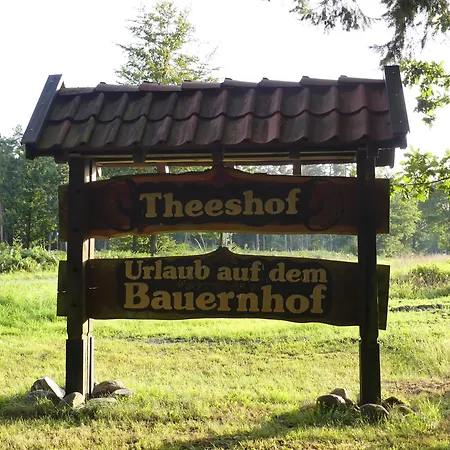 Theeshof
Urlaub auf dem
Bauernhof